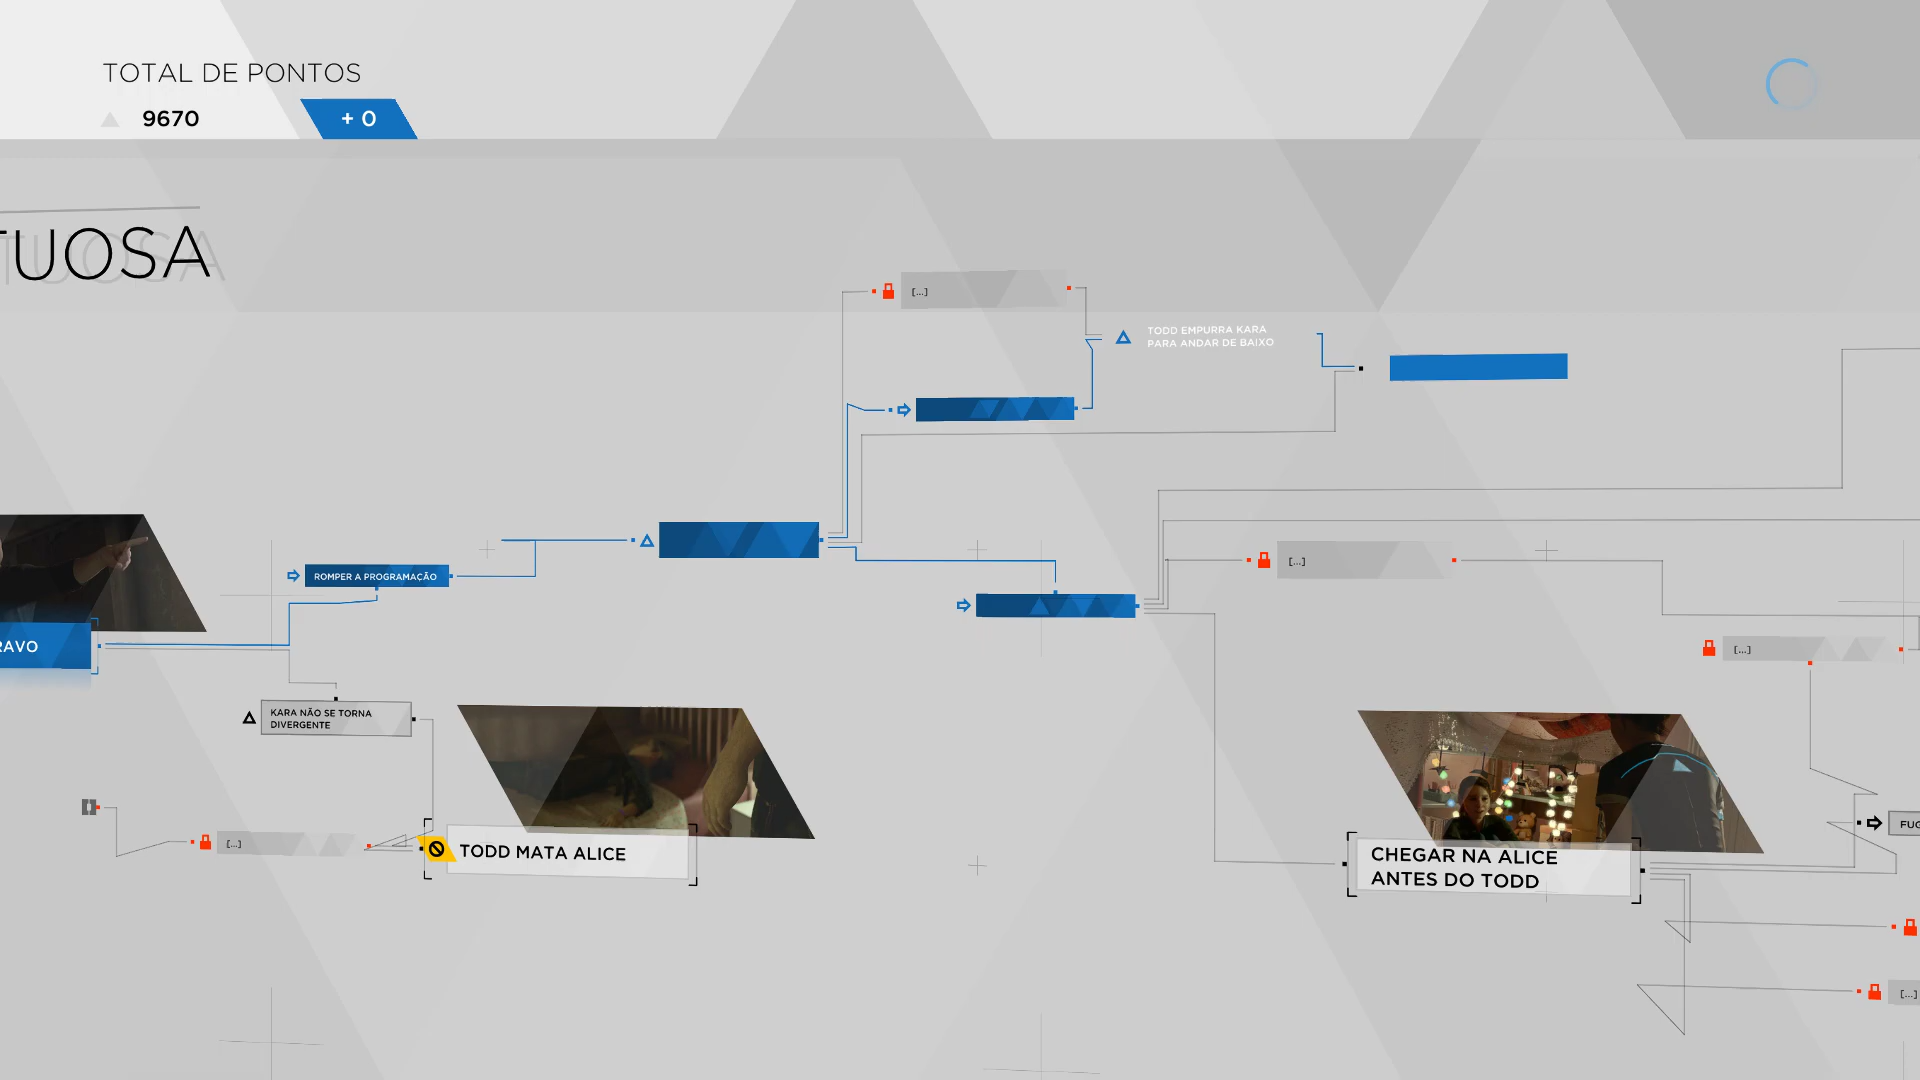 TOTAL DE PONTOS
9670
+ 0
TUOSA
[...]
TODD EMPURRA KARA
PARA ANDAR DE BAIXO
[...]
ROMPER A PROGRAMAÇÃO
RAVO
[...]
KARA NÃO SE TORNA
DIVERGENTE
FUG
[...]
TODD MATA ALICE
CHEGAR NA ALICE
ANTES DO TODD
[...]